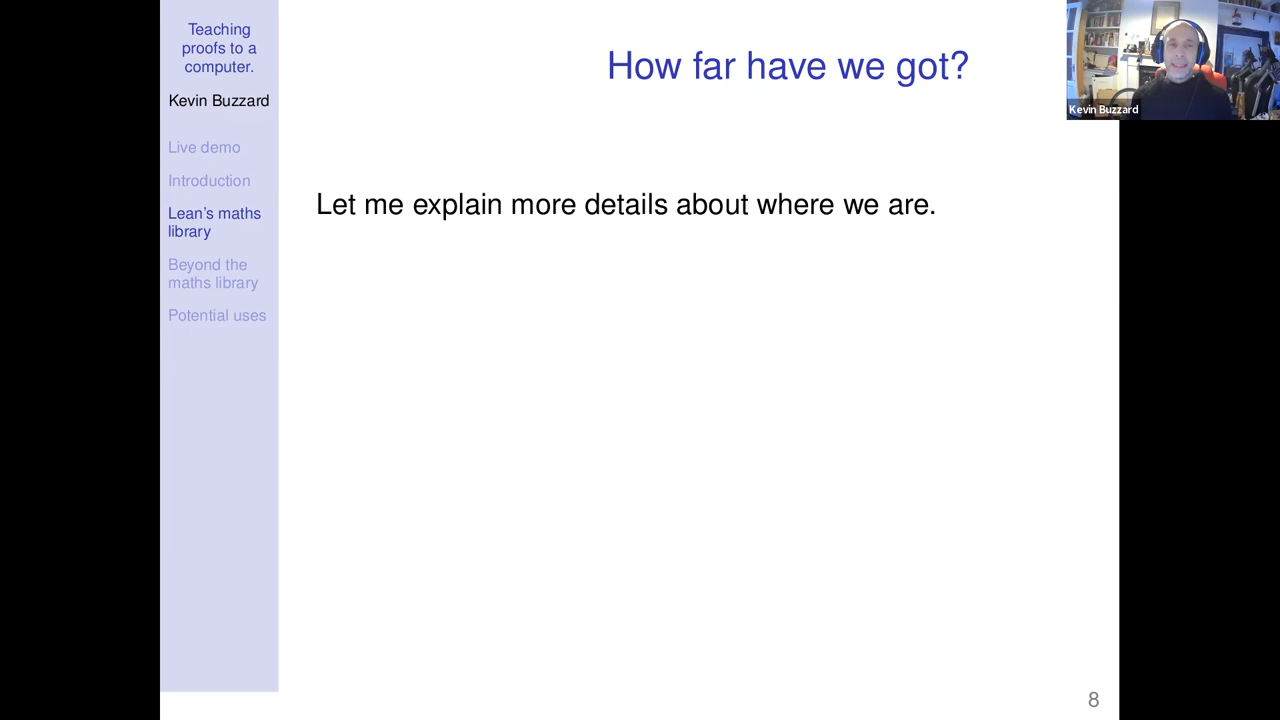 Teaching
proofs to a
computer.
Kevin Buzzard
Live demo
Introduction
Lean's maths
library
Beyond the
maths library
Potential uses
How far have we got?
Let me explain more details about where we are.
8
Kevin Buzzard